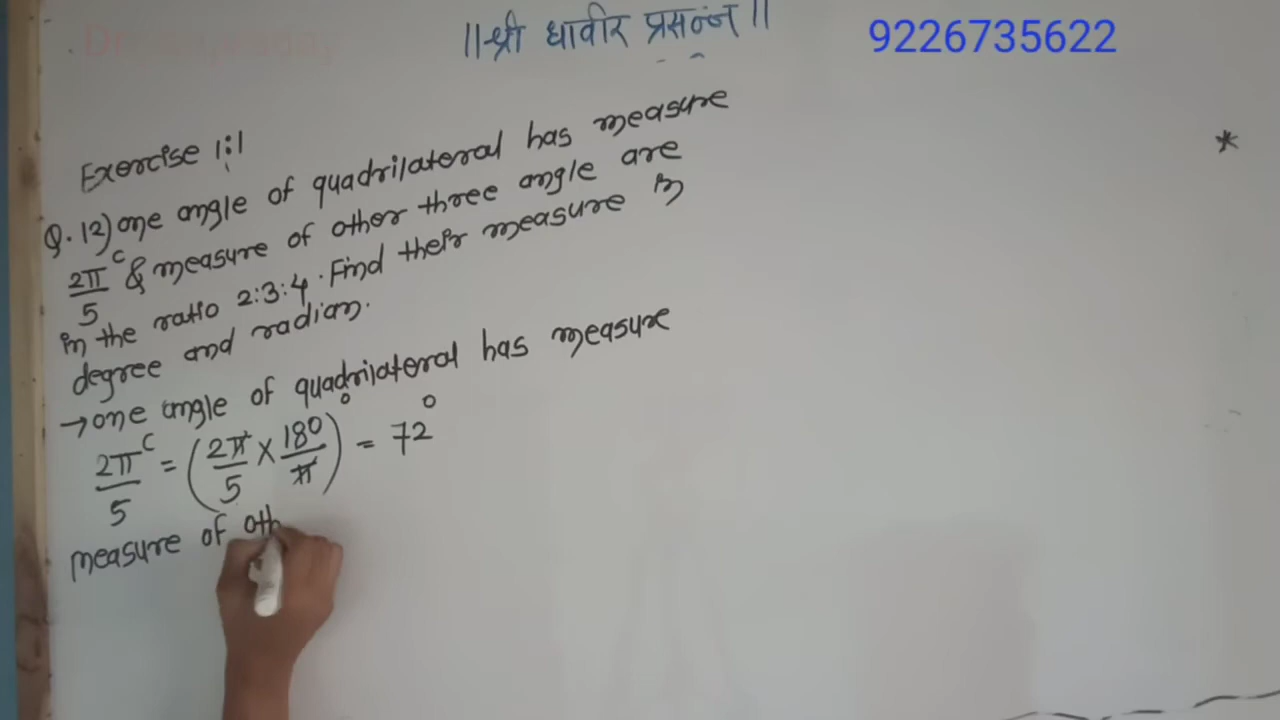 ||श्री धावीर प्रसन्न||
9226735622
Exercise 1:1
Q.12) one angle of quadrilateral has measure
2π/5 ᶜ & measure of other three angle are
in the ratio 2:3:4. Find their measure in
degree and radian.
→ one angle of quadrilateral has measure
2π/5 ᶜ = (2π/5 × 180/π)° = 72°
measure of oth
*